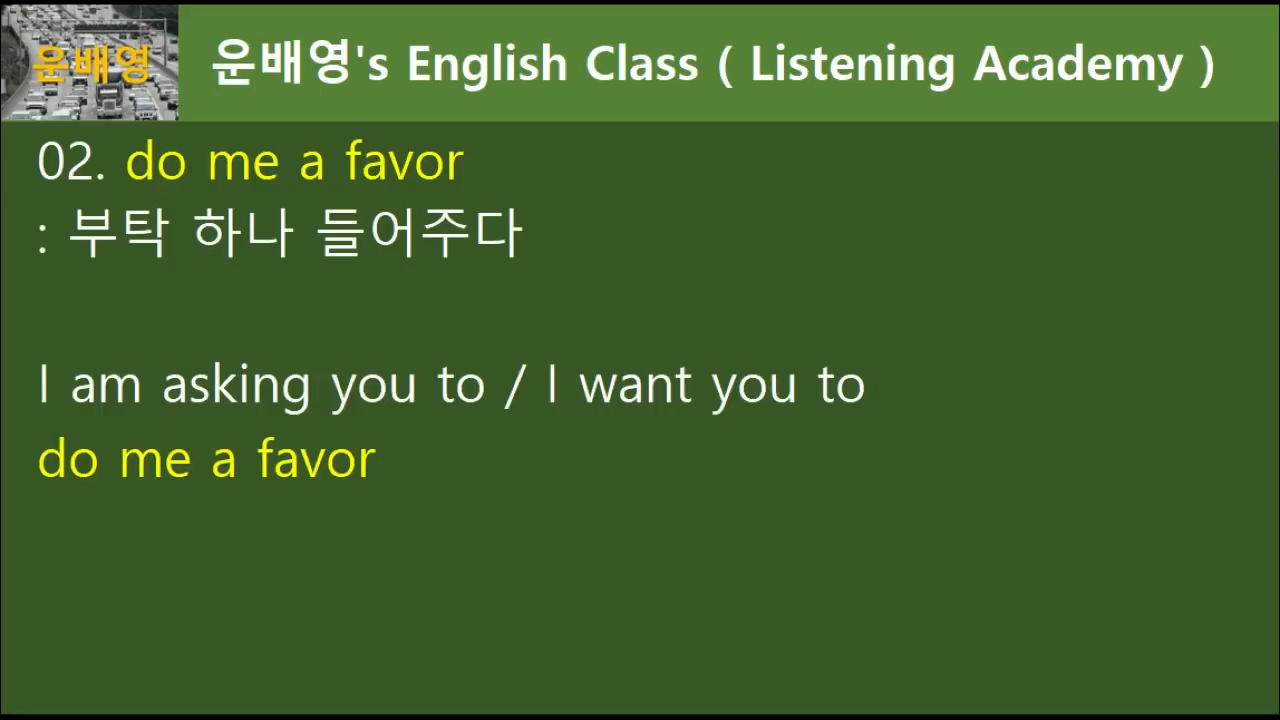 운배영
운배영's English Class ( Listening Academy )
02. do me a favor
: 부탁 하나 들어주다
I am asking you to / I want you to
do me a favor